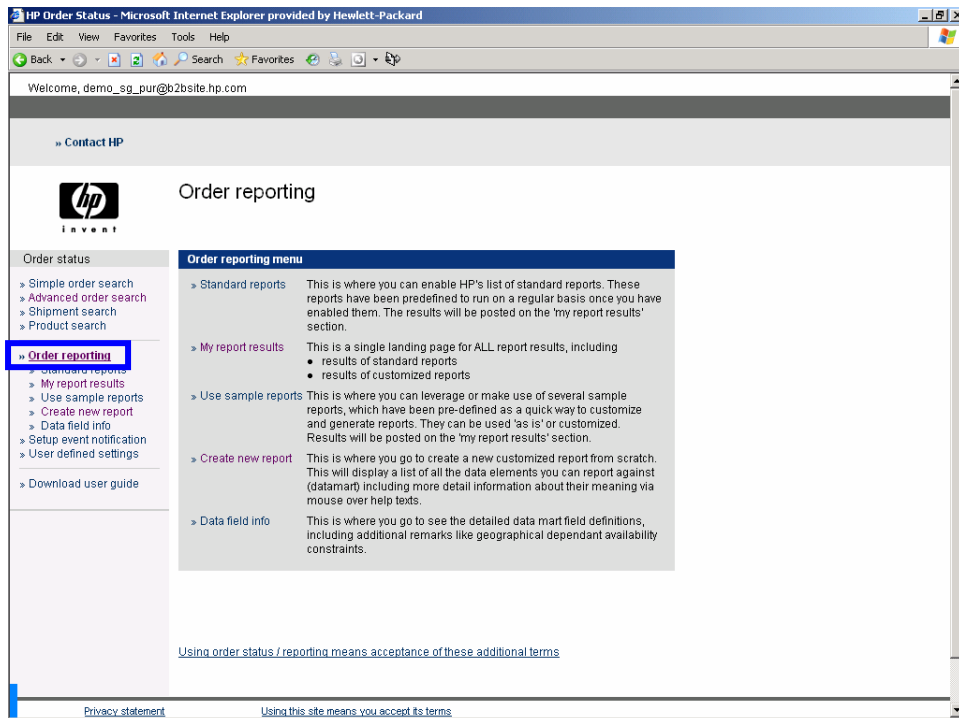 HP Order Status - Microsoft Internet Explorer provided by Hewlett-Packard
File Edit View Favorites Tools Help
Back Search Favorites
Welcome, demo_sg_pur@b2bsite.hp.com
» Contact HP
hp
invent
Order reporting
Order status
» Simple order search
» Advanced order search
» Shipment search
» Product search
» Order reporting
» Standard reports
» My report results
» Use sample reports
» Create new report
» Data field info
» Setup event notification
» User defined settings
» Download user guide
Order reporting menu
» Standard reports
This is where you can enable HP's list of standard reports. These
reports have been predefined to run on a regular basis once you have
enabled them. The results will be posted on the 'my report results'
section.
» My report results
This is a single landing page for ALL report results, including
• results of standard reports
• results of customized reports
» Use sample reports
This is where you can leverage or make use of several sample
reports, which have been pre-defined as a quick way to customize
and generate reports. They can be used 'as is' or customized.
Results will be posted on the 'my report results' section.
» Create new report
This is where you go to create a new customized report from scratch.
This will display a list of all the data elements you can report against
(datamart) including more detail information about their meaning via
mouse over help texts.
» Data field info
This is where you go to see the detailed data mart field definitions,
including additional remarks like geographical dependant availability
constraints.
Using order status / reporting means acceptance of these additional terms
Privacy statement
Using this site means you accept its terms